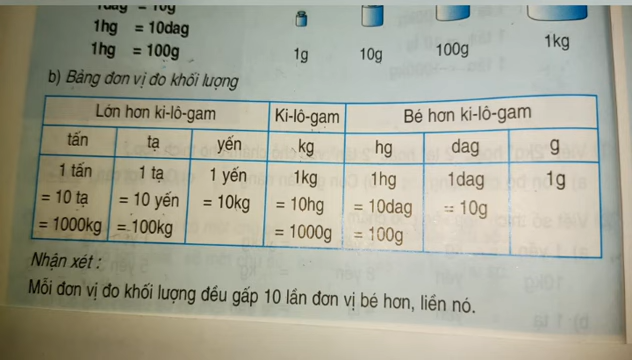 1dag = 10g
1hg = 10dag
1hg = 100g
1g 10g 100g 1kg
b) Bảng đơn vị đo khối lượng
Lớn hơn ki-lô-gam Ki-lô-gam Bé hơn ki-lô-gam
tấn tạ yến kg hg dag g
1 tấn 1 tạ 1 yến 1kg 1hg 1dag 1g
= 10 tạ = 10 yến = 10kg = 10hg = 10dag = 10g
= 1000kg = 100kg = 1000g = 100g
Nhận xét :
Mỗi đơn vị đo khối lượng đều gấp 10 lần đơn vị bé hơn, liền nó.